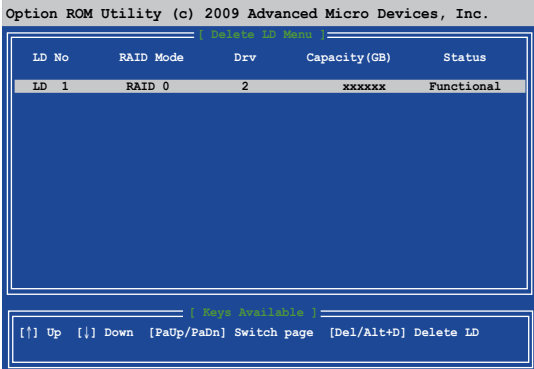 Option ROM Utility (c) 2009 Advanced Micro Devices, Inc.
[ Delete LD Menu ]
LD No RAID Mode Drv Capacity(GB) Status
LD 1 RAID 0 2 xxxxxx Functional
[ Keys Available ]
[↑] Up [↓] Down [PaUp/PaDn] Switch page [Del/Alt+D] Delete LD